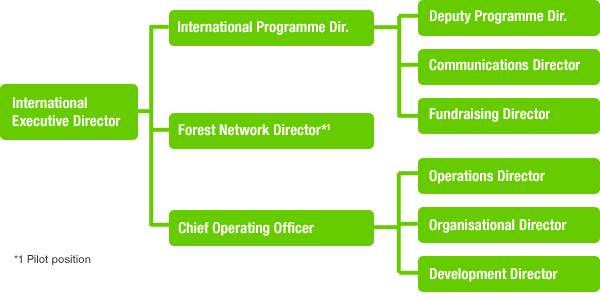 International
Executive Director
International Programme Dir.
Forest Network Director*¹
Chief Operating Officer
Deputy Programme Dir.
Communications Director
Fundraising Director
Operations Director
Organisational Director
Development Director
*1 Pilot position